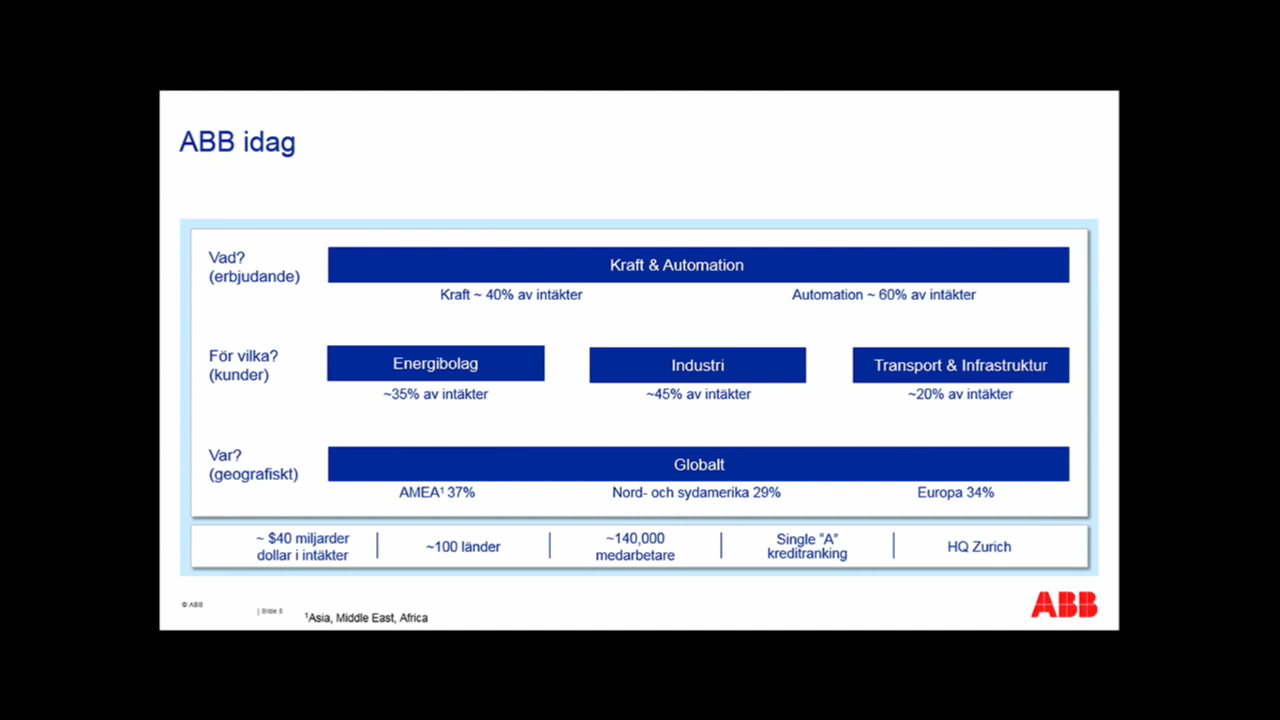 ABB idag
Vad?
(erbjudande)
Kraft & Automation
Kraft ~ 40% av intäkter
Automation ~ 60% av intäkter
För vilka?
(kunder)
Energibolag
Industri
Transport & Infrastruktur
~35% av intäkter
~45% av intäkter
~20% av intäkter
Var?
(geografiskt)
Globalt
AMEA¹ 37%
Nord- och sydamerika 29%
Europa 34%
~ $40 miljarder
dollar i intäkter
~100 länder
~140,000
medarbetare
Single "A"
kreditranking
HQ Zurich
© ABB
| Slide 8
¹Asia, Middle East, Africa
ABB